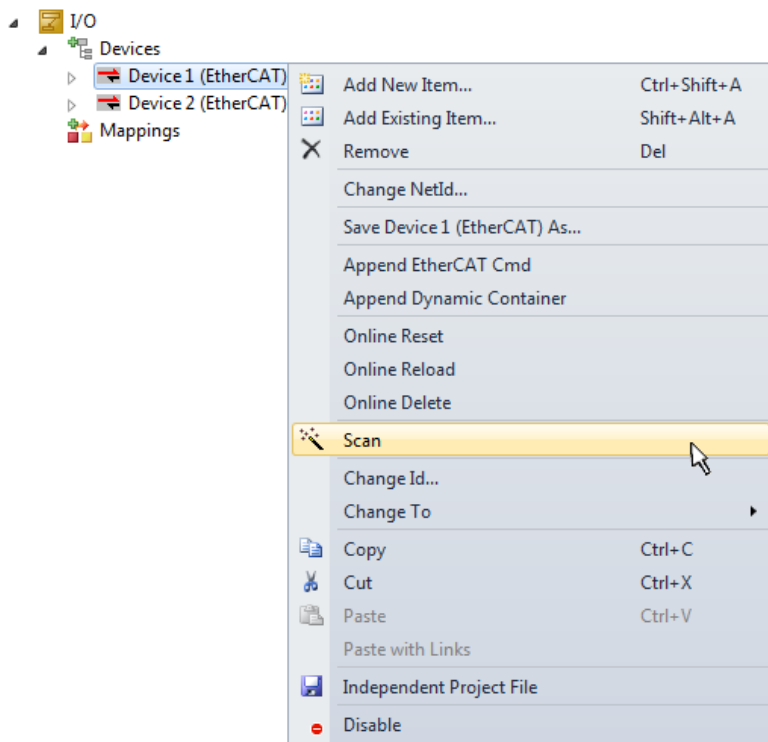 I/O
Devices
Device 1 (EtherCAT)
Device 2 (EtherCAT)
Mappings
Add New Item... Ctrl+Shift+A
Add Existing Item... Shift+Alt+A
Remove Del
Change NetId...
Save Device 1 (EtherCAT) As...
Append EtherCAT Cmd
Append Dynamic Container
Online Reset
Online Reload
Online Delete
Scan
Change Id...
Change To
Copy Ctrl+C
Cut Ctrl+X
Paste Ctrl+V
Paste with Links
Independent Project File
Disable